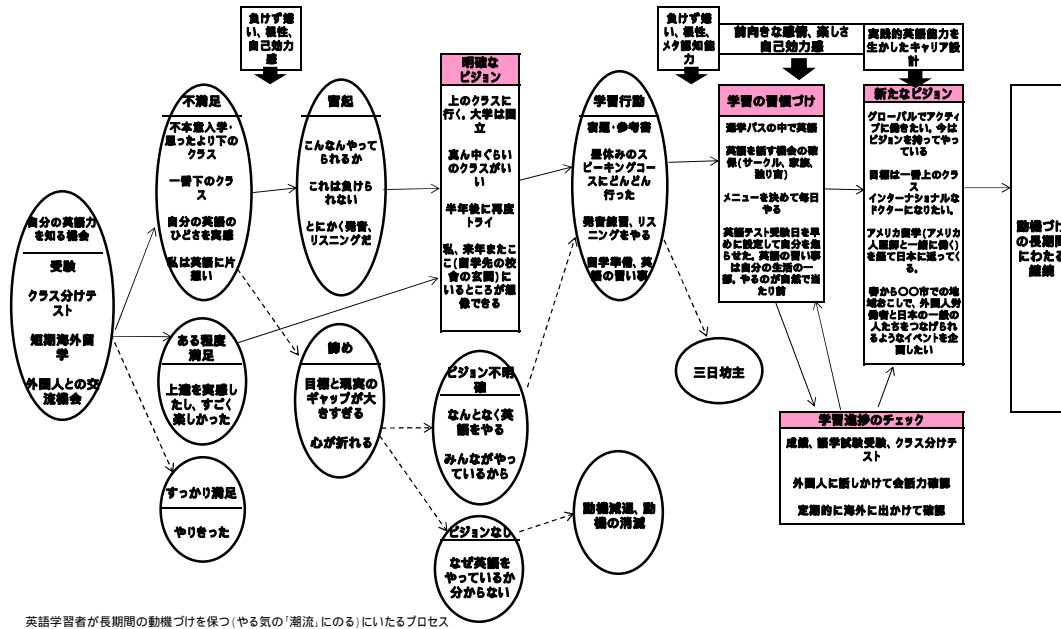 負けず嫌
い、根性、
自己効力
感
負けず嫌
い、根性、
メタ認知能
力
前向きな感情、楽しさ
自己効力感
実践的英語能力を
生かしたキャリア設
計
自分の英語力
を知る機会
受験
クラス分けテ
スト
短期海外留
学
外国人との交
流機会
不満足
不本意入学・
思ったより下の
クラス
一番下のクラ
ス
自分の英語の
ひどさを実感
私は英語に片
想い
ある程度
満足
上達を実感し
たし、すごく
楽しかった
すっかり満足
やりきった
奮起
こんなんやって
られるか
これは負けら
れない
とにかく発音、
リスニングだ
諦め
目標と現実の
ギャップが大
きすぎる
心が折れる
明確な
ビジョン
上のクラスに
行く。大学は国
立
真ん中ぐらい
のクラスがいい
半年後に再度
トライ
私、来年またこ
こ(留学先の校
舎の玄関)に
いるところが想
像できる
ビジョン不明
確
なんとなく英
語をやる
みんながやっ
ているから
ビジョンなし
なぜ英語を
やっているか
分からない
学習行動
宿題・参考書
昼休みのス
ピーキングコー
スにどんどん
行った
発音練習、リス
ニングをやる
留学準備、英
語の習い事
動機減退、動
機の消滅
三日坊主
学習の習慣づけ
通学バスの中で英語
英語を話す機会の確
保(サークル、家族、
独り言)
メニューを決めて毎日
やる
英語テスト受験日を早
めに設定して自分を焦
らせた。英語の習い事
は自分の生活の一
部。やるのが自然で当
たり前
新たなビジョン
グローバルでアクティ
ブに働きたい。今は
ビジョンを持ってやっ
ている
目標は一番上のクラス
インターナショナルな
ドクターになりたい。
アメリカ留学(アメリカ
人医師と一緒に働く)
を経て日本に返ってく
る。
春から〇〇市での地
域おこしで、外国人労
働者と日本の一般の
人たちをつなげられ
るようなイベントを企
画したい
学習進捗のチェック
成績、語学試験受験、クラス分けテ
スト
外国人に話しかけて会話力確認
定期的に海外に出かけて確認
動機づけ
の長期間
にわたる
継続
英語学習者が長期間の動機づけを保つ(やる気の「潮流」にのる)にいたるプロセス